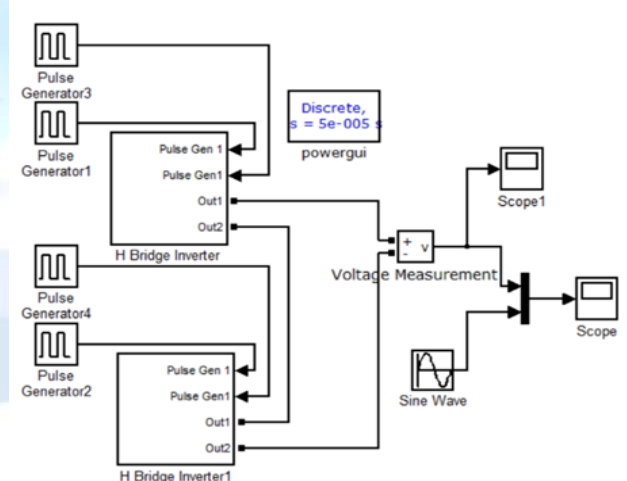 Pulse
Generator3
Pulse
Generator1
Pulse Gen 1
Pulse Gen1
Out1
Out2
H Bridge Inverter
Discrete,
s = 5e-005 s
powergui
Scope1
+
-
v
Voltage Measurement
Scope
Sine Wave
Pulse
Generator4
Pulse
Generator2
Pulse Gen 1
Pulse Gen1
Out1
Out2
H Bridge Inverter1